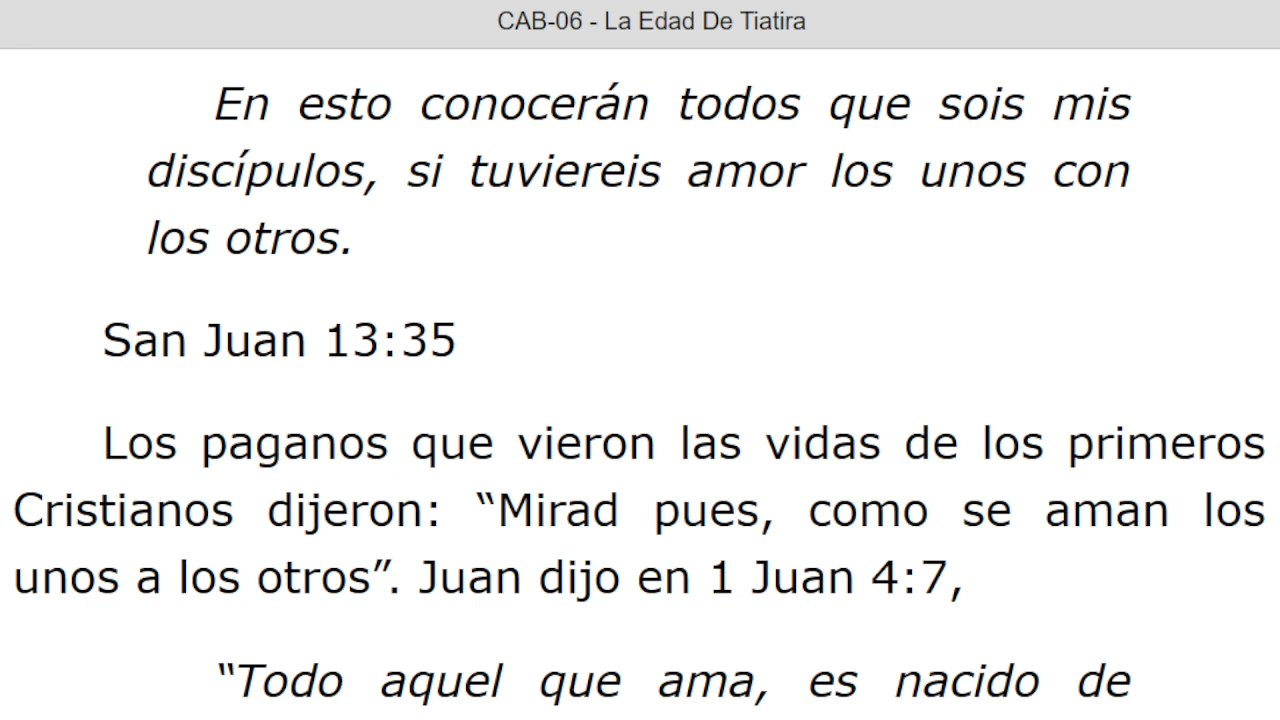 CAB-06 - La Edad De Tiatira
En esto conocerán todos que sois mis
discípulos, si tuviereis amor los unos con
los otros.
San Juan 13:35
Los paganos que vieron las vidas de los primeros
Cristianos dijeron: “Mirad pues, como se aman los
unos a los otros”. Juan dijo en 1 Juan 4:7,
“Todo aquel que ama, es nacido de